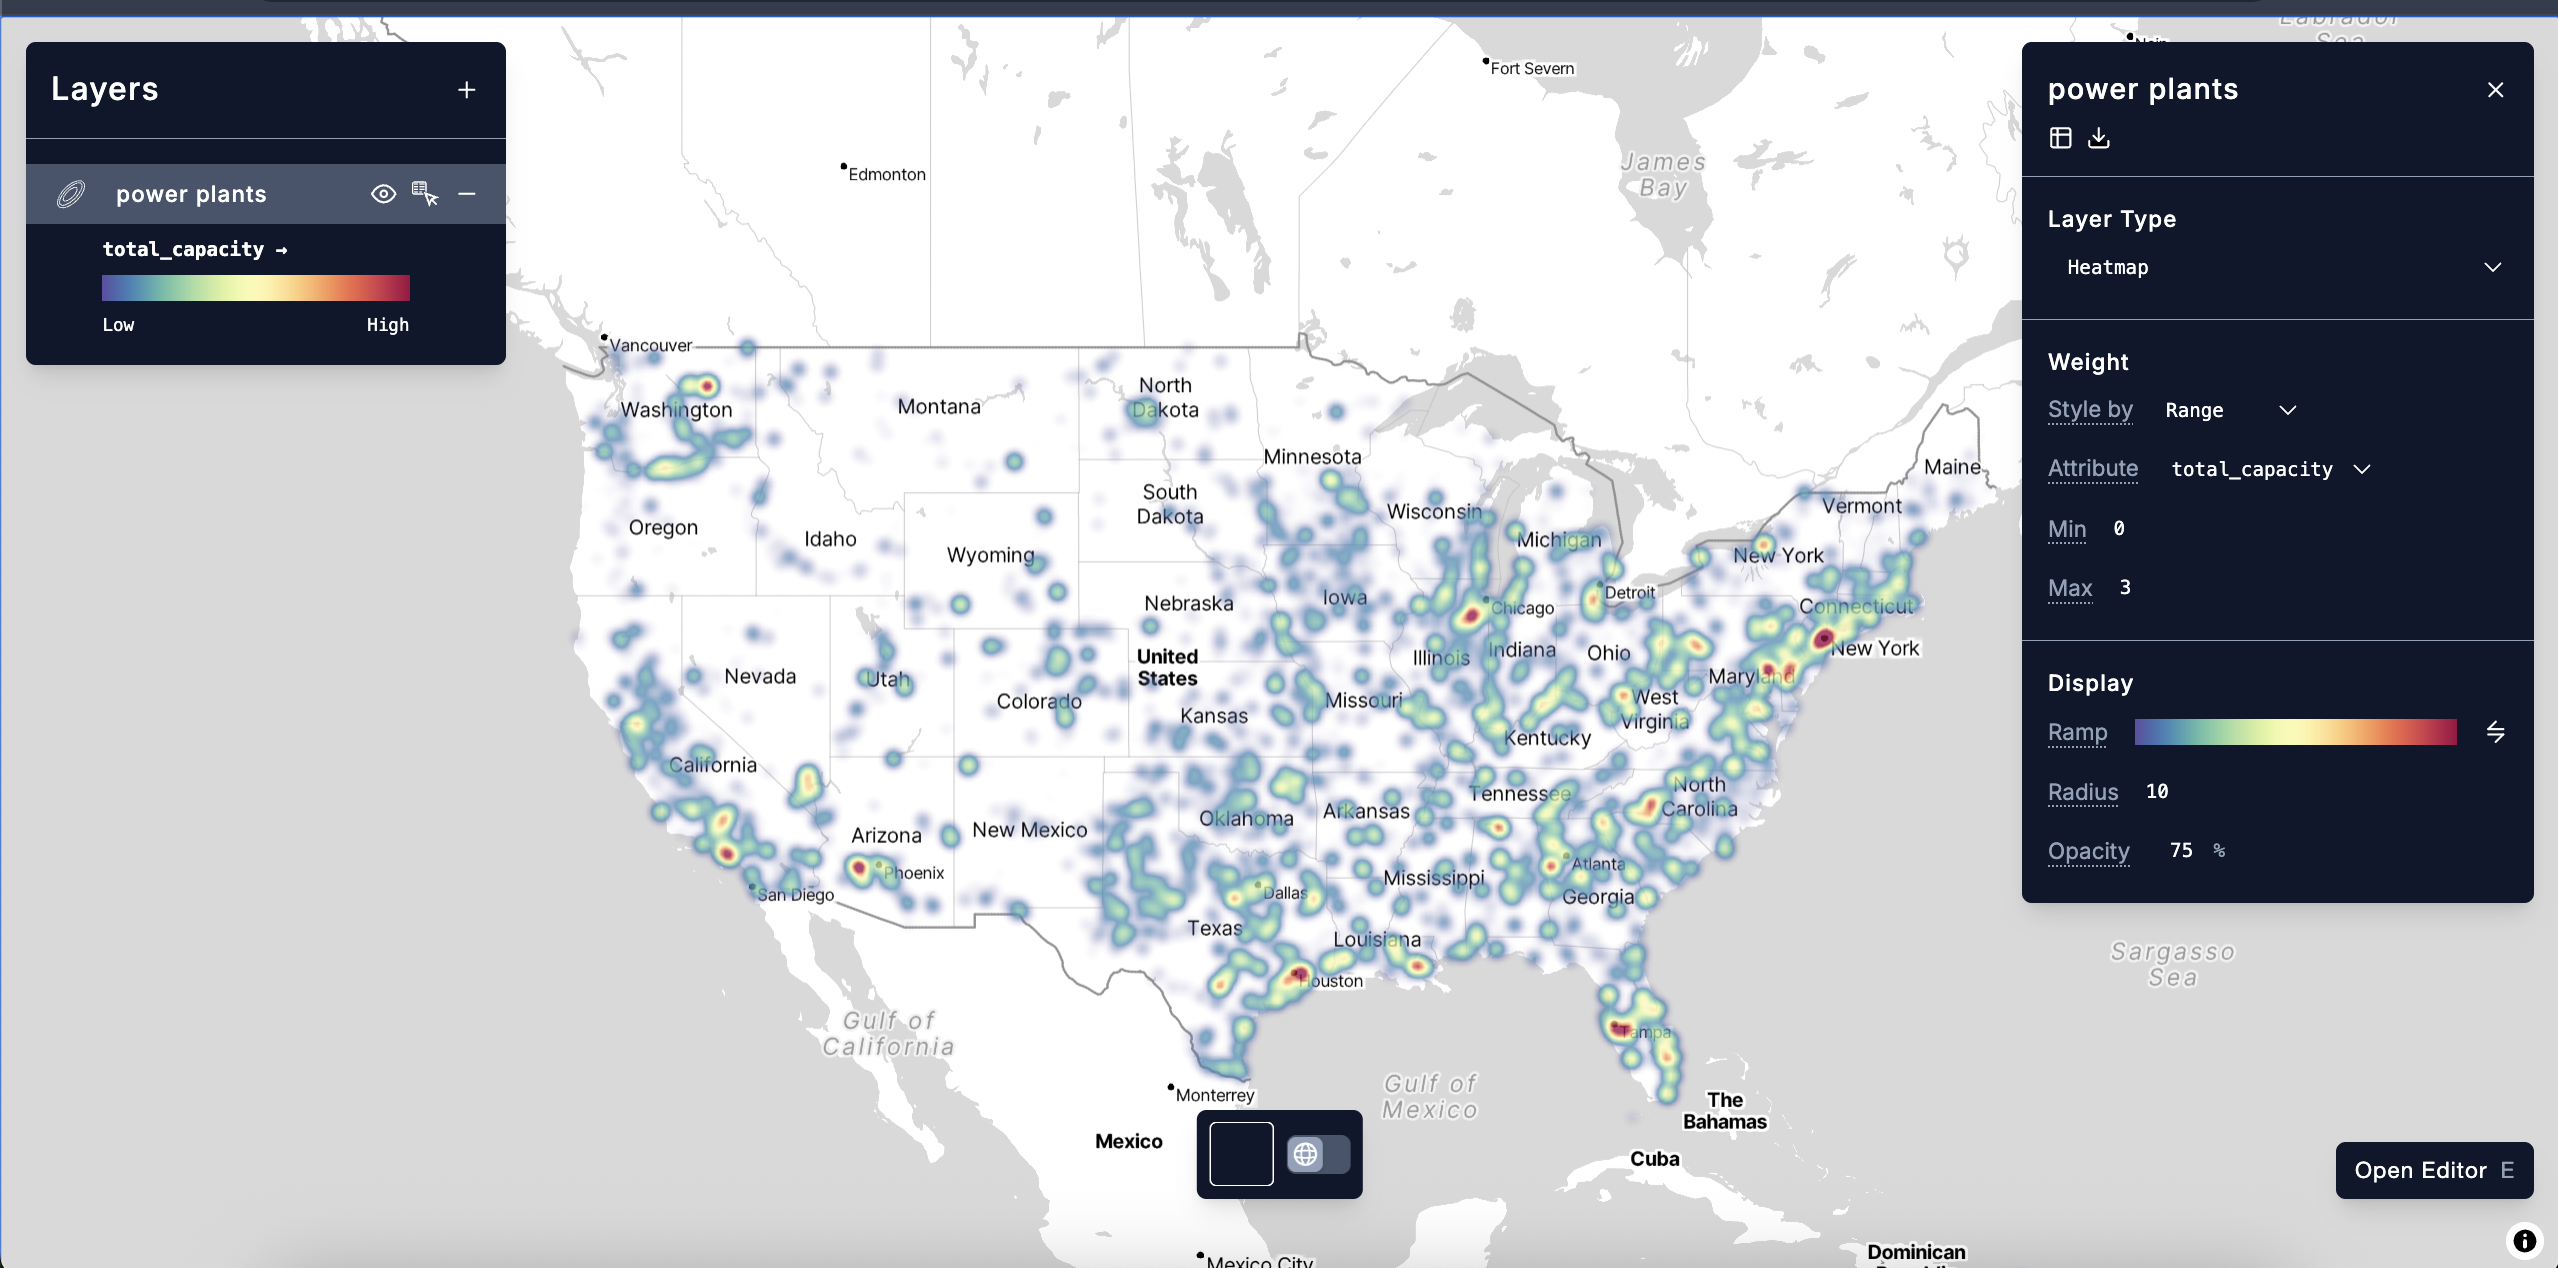 Layers
+
power plants
total_capacity →
Low
High
power plants
Layer Type
Heatmap
Weight
Style by
Range
Attribute
total_capacity
Min
0
Max
3
Display
Ramp
Radius
10
Opacity
75 %
Open Editor E
Labrador
Sea
Nain
Fort Severn
Edmonton
James
Bay
Vancouver
Washington
Montana
North
Dakota
Minnesota
Maine
South
Dakota
Wisconsin
Vermont
Oregon
Idaho
Wyoming
Michigan
New York
Nebraska
Iowa
Chicago
Detroit
Connecticut
United
States
Illinois
Indiana
Ohio
New York
Nevada
Utah
Colorado
Kansas
Missouri
Maryland
West
Virginia
Kentucky
California
North
Carolina
Tennessee
Arizona
New Mexico
Oklahoma
Arkansas
Phoenix
San Diego
Dallas
Mississippi
Atlanta
Georgia
Texas
Louisiana
Houston
Sargasso
Sea
Gulf of
California
Tampa
Monterrey
Gulf of
Mexico
The
Bahamas
Mexico
Cuba
Mexico City
Dominican